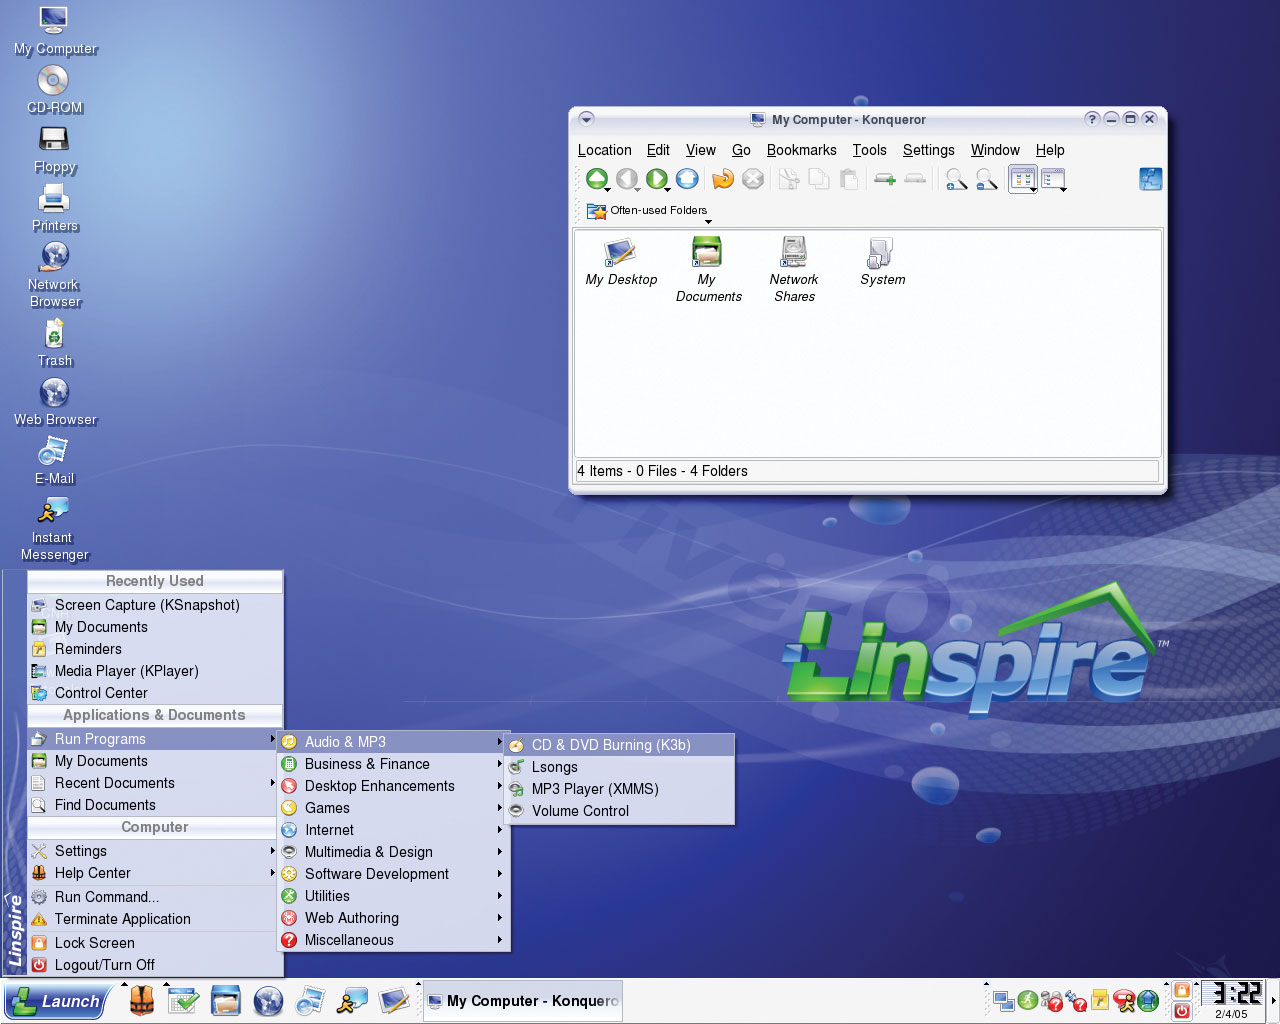 My Computer
CD-ROM
Floppy
Printers
Network
Browser
Trash
Web Browser
E-Mail
Instant
Messenger
My Computer - Konqueror
Location Edit View Go Bookmarks Tools Settings Window Help
Often-used Folders
My Desktop
My
Documents
Network
Shares
System
4 Items - 0 Files - 4 Folders
Linspire™
Recently Used
Screen Capture (KSnapshot)
My Documents
Reminders
Media Player (KPlayer)
Control Center
Applications & Documents
Run Programs
My Documents
Recent Documents
Find Documents
Computer
Settings
Help Center
Run Command...
Terminate Application
Lock Screen
Logout/Turn Off
Linspire
Audio & MP3
Business & Finance
Desktop Enhancements
Games
Internet
Multimedia & Design
Software Development
Utilities
Web Authoring
Miscellaneous
CD & DVD Burning (K3b)
Lsongs
MP3 Player (XMMS)
Volume Control
Launch
My Computer - Konquero
3:22
2/4/05